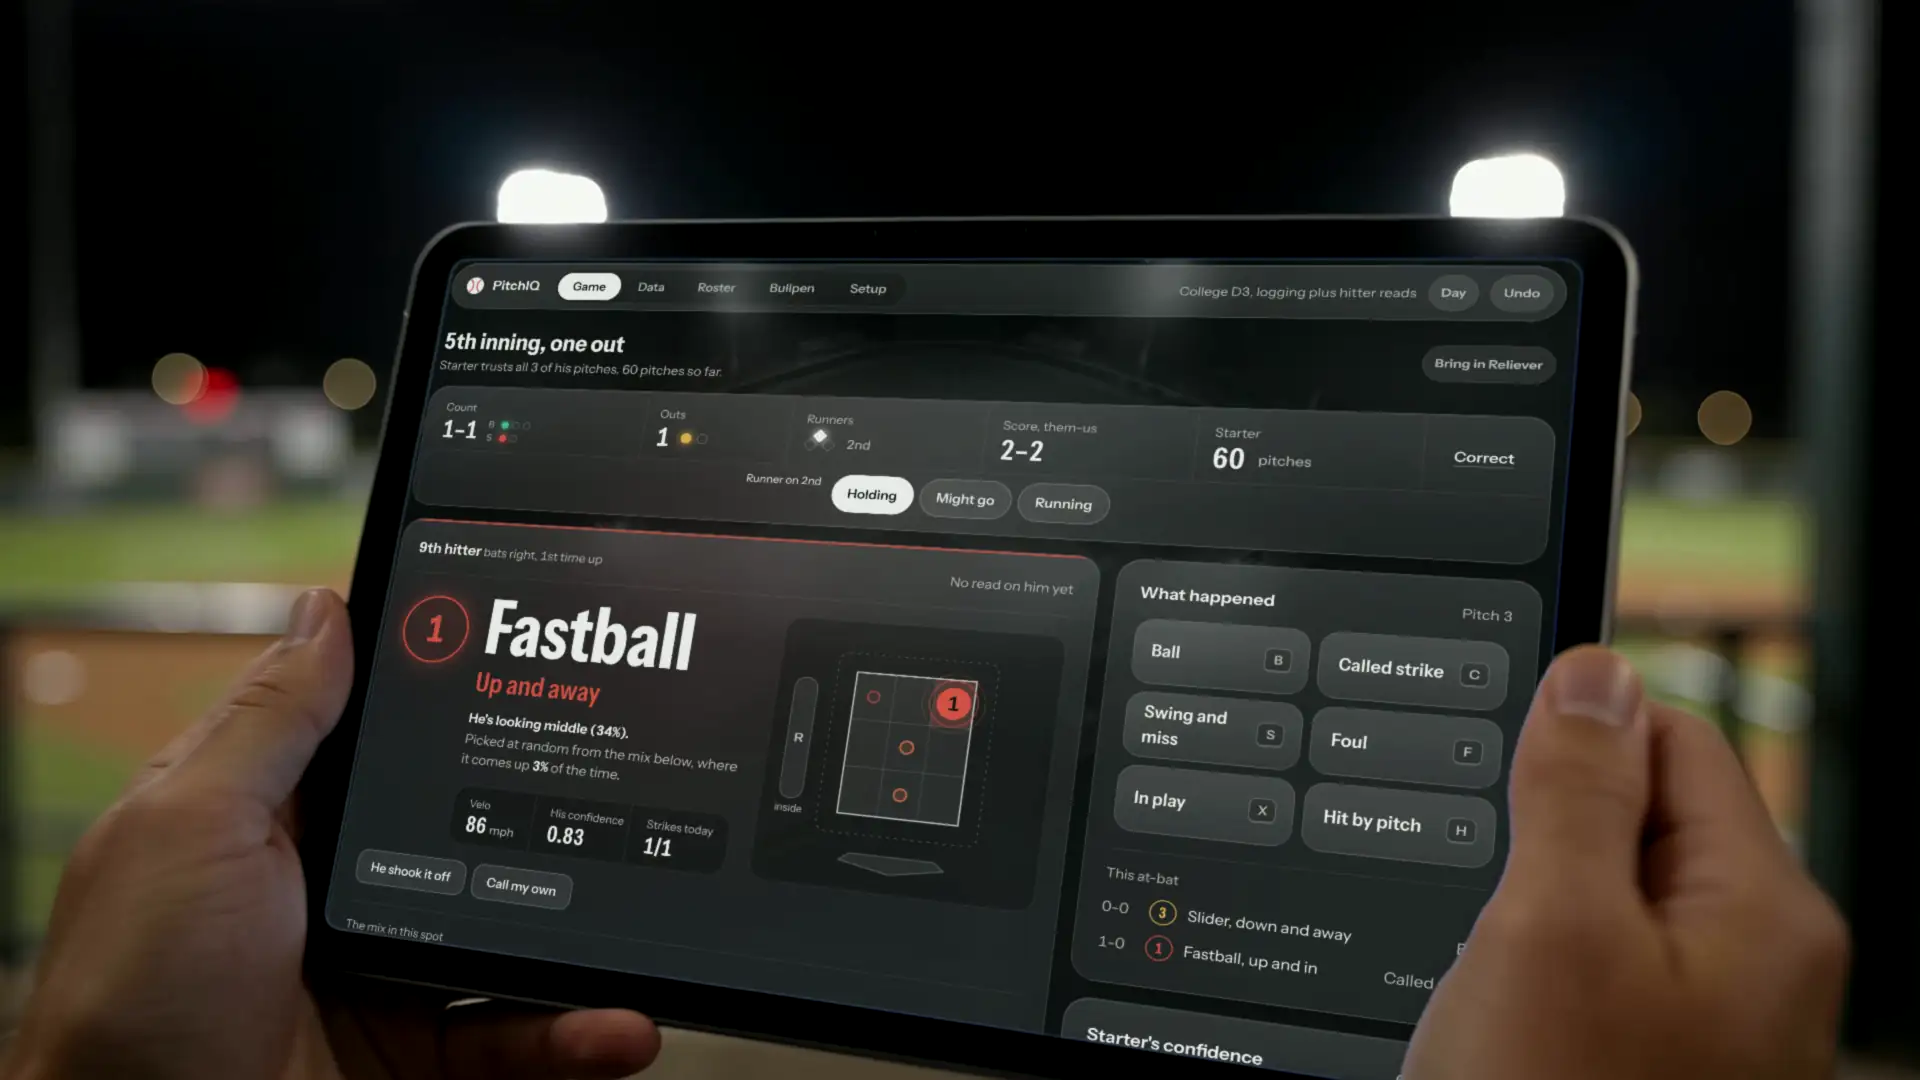 PitchIQ Game Data Roster Bullpen Setup College D3, logging plus hitter reads Day Undo
5th inning, one out
Starter trusts all 3 of his pitches. 60 pitches so far.
Bring in Reliever
Count
1-1 B S
Outs
1
Runners
2nd
Score, them-us
2-2
Starter
60 pitches
Correct
Runner on 2nd Holding Might go Running
9th hitter bats right, 1st time up
No read on him yet
1 Fastball
Up and away
He's looking middle (34%).
Picked at random from the mix below, where
it comes up 3% of the time.
Velo
86 mph
His confidence
0.83
Strikes today
1/1
He shook it off
Call my own
The mix in this spot
R
inside
1
What happened
Pitch 3
Ball B
Called strike C
Swing and
miss S
Foul F
In play X
Hit by pitch H
This at-bat
0-0 3 Slider, down and away
1-0 1 Fastball, up and in Called
Starter's confidence